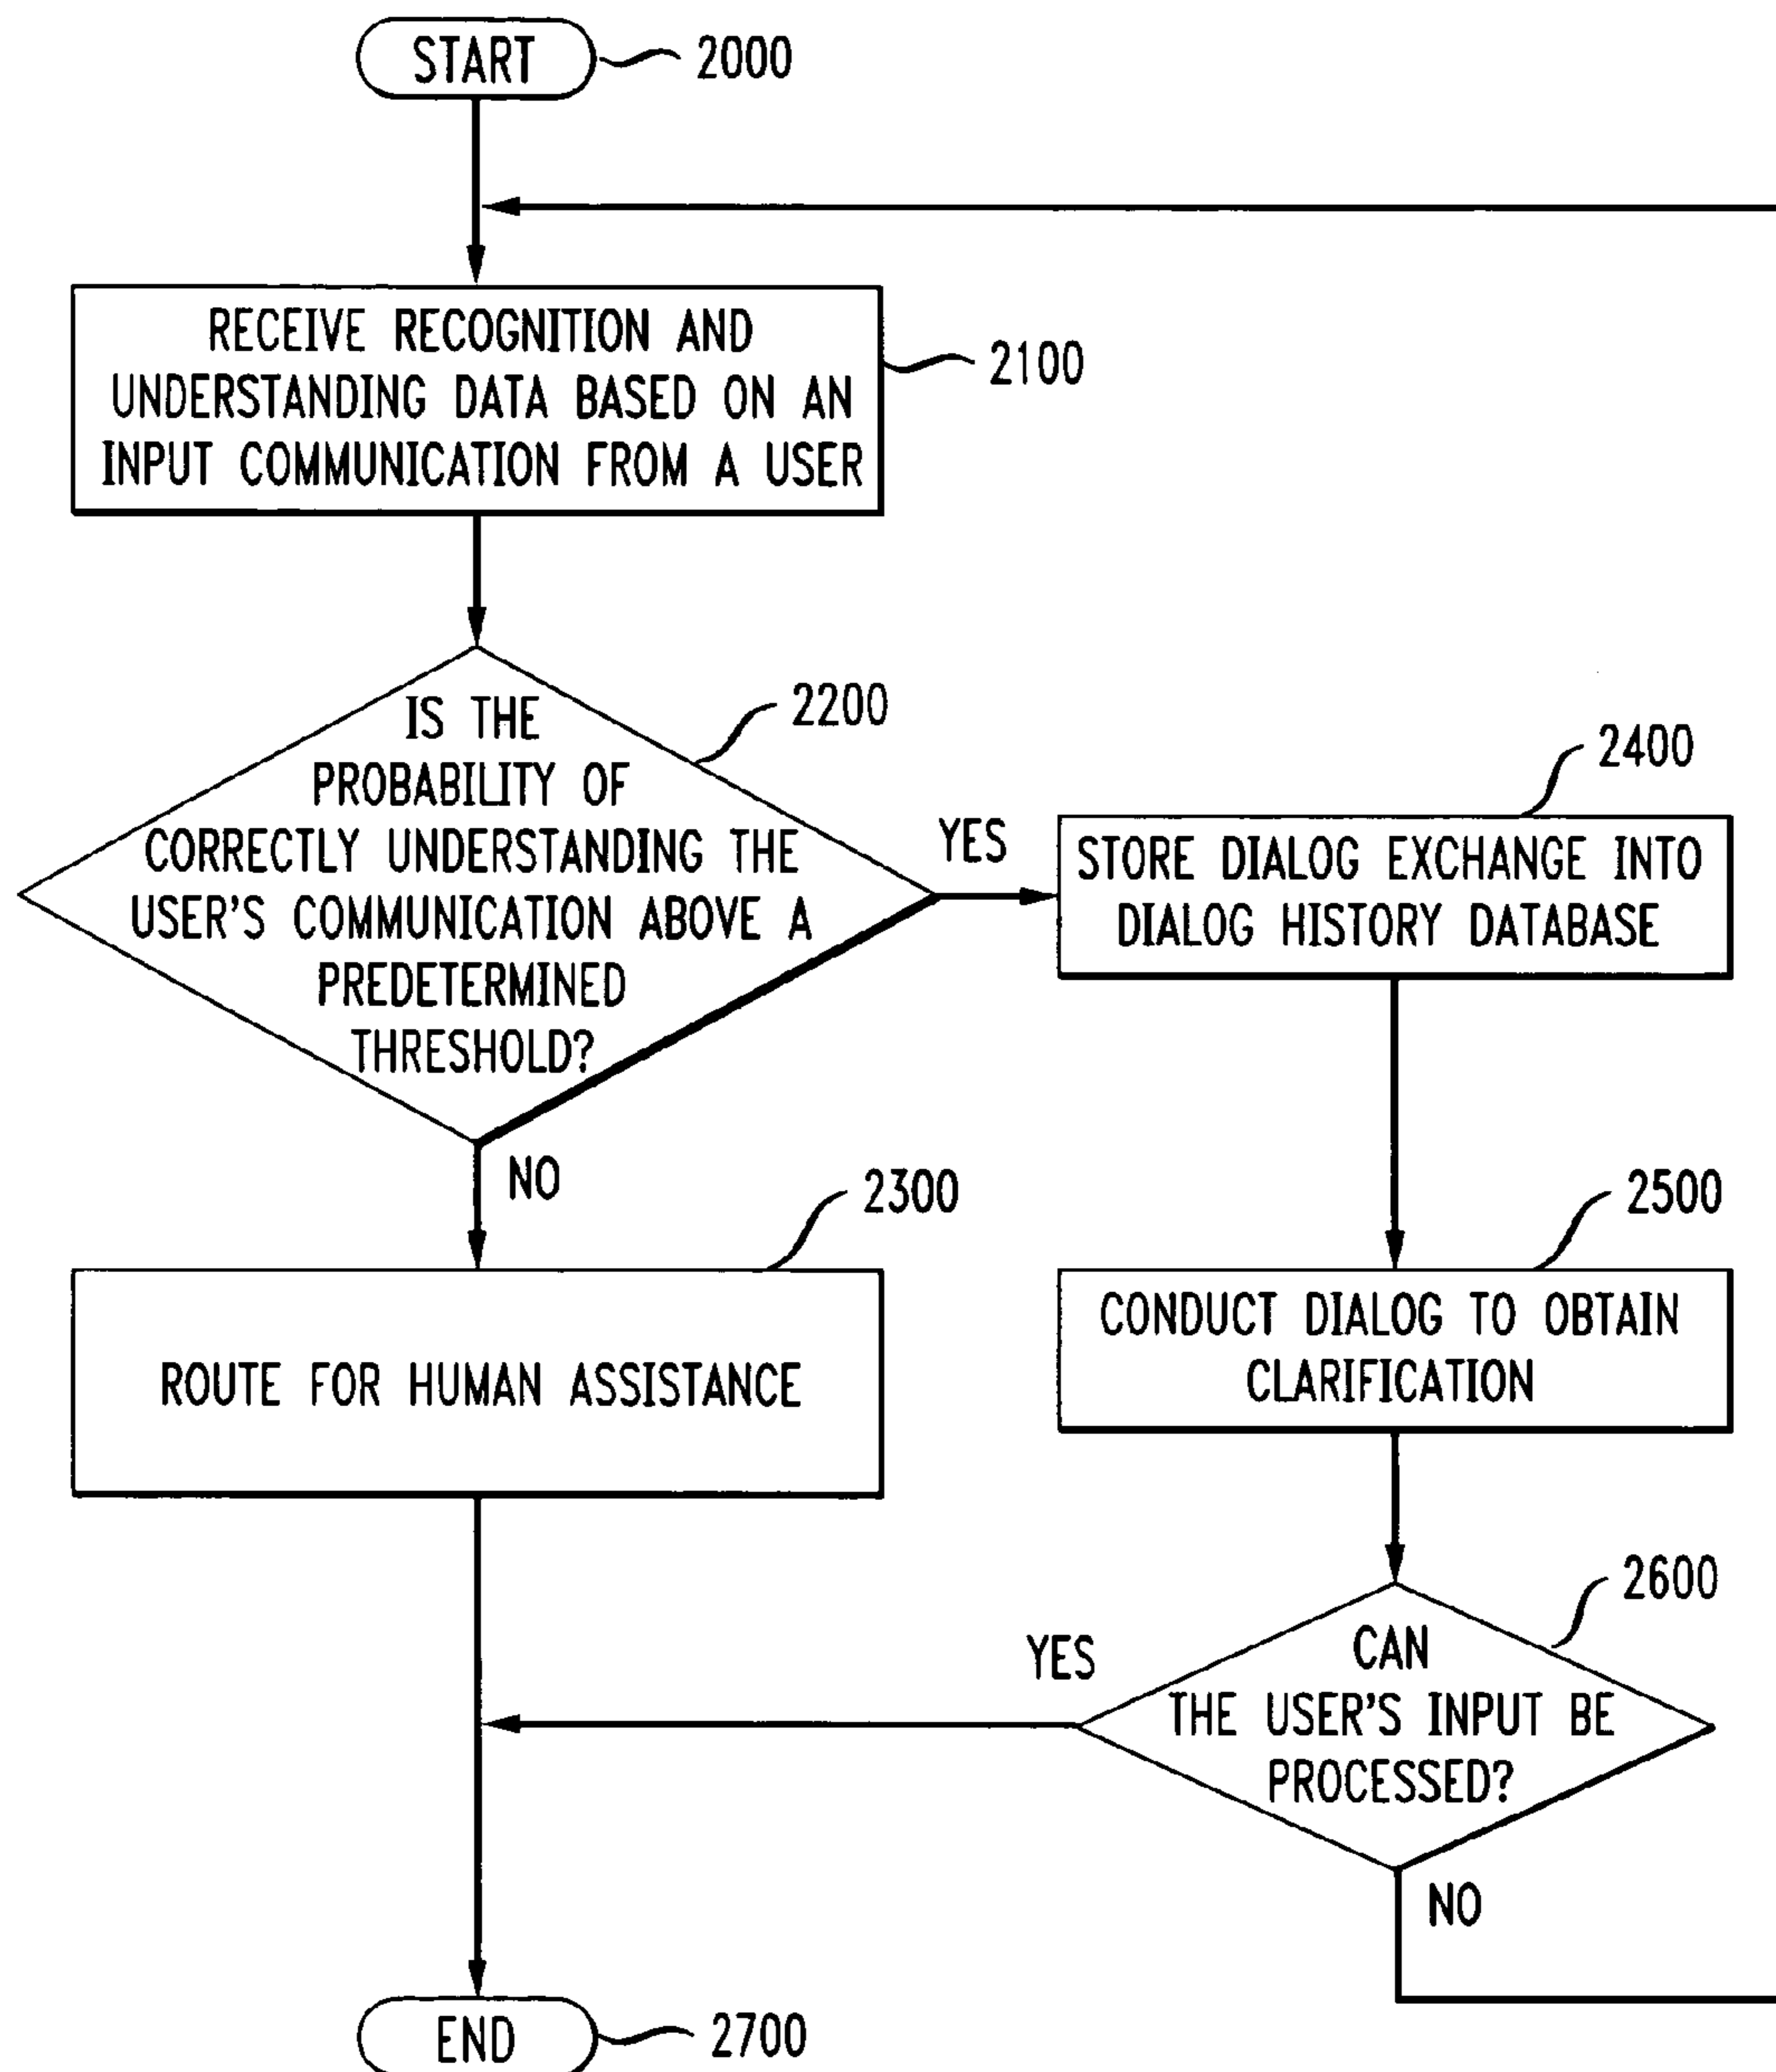 START
2000
RECEIVE RECOGNITION AND
UNDERSTANDING DATA BASED ON AN
INPUT COMMUNICATION FROM A USER
2100
IS THE
PROBABILITY OF
CORRECTLY UNDERSTANDING THE
USER'S COMMUNICATION ABOVE A
PREDETERMINED
THRESHOLD?
2200
YES
NO
2400
STORE DIALOG EXCHANGE INTO
DIALOG HISTORY DATABASE
2300
ROUTE FOR HUMAN ASSISTANCE
2500
CONDUCT DIALOG TO OBTAIN
CLARIFICATION
2600
CAN
THE USER'S INPUT BE
PROCESSED?
YES
NO
END
2700